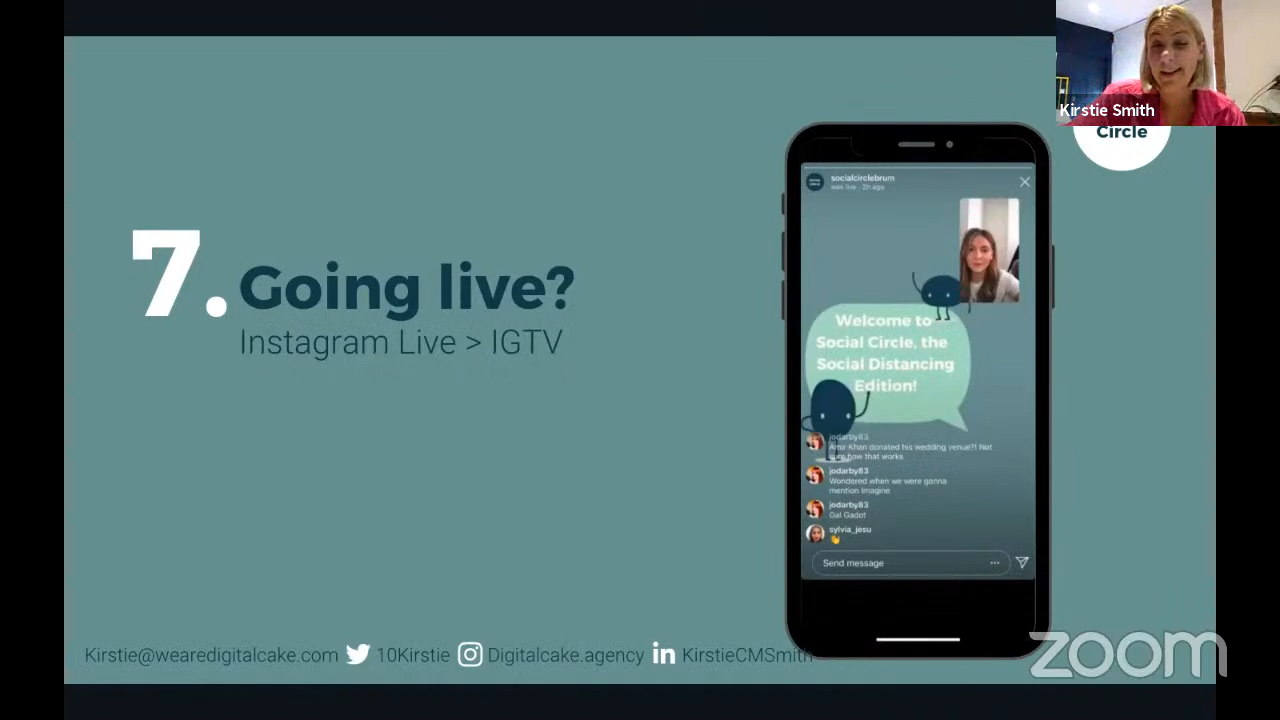 Kirstie Smith
Circle
7.
Going live?
Instagram Live > IGTV
socialcirclebrum
was live · 2h ago
Welcome to
Social Circle, the
Social Distancing
Edition!
jodarby83
Amir Khan donated his wedding venue?! Not
sure how that works
jodarby83
Wondered when we were gonna
mention Imagine
jodarby83
Gal Gadot
sylvia_jesu
Send message
Kirstie@wearedigitalcake.com 10Kirstie Digitalcake.agency in KirstieCMSmith
zoom